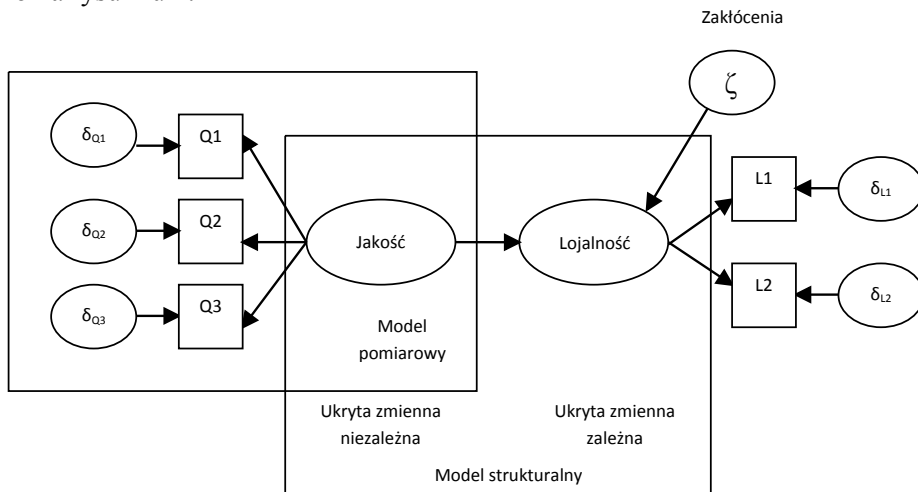 Zakłócenia
ζ
δQ1
Q1
L1
δL1
δQ2
Q2
Jakość
Lojalność
δQ3
Q3
L2
δL2
Model
pomiarowy
Ukryta zmienna
niezależna
Ukryta zmienna
zależna
Model strukturalny